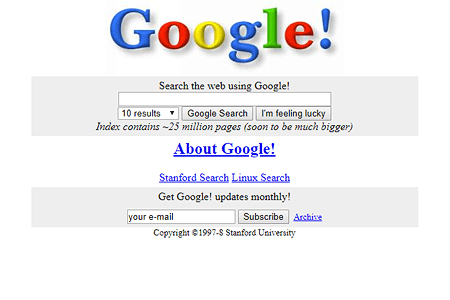 Google!
Search the web using Google!
10 results Google Search I'm feeling lucky
Index contains ~25 million pages (soon to be much bigger)
About Google!
Stanford Search Linux Search
Get Google! updates monthly!
your e-mail Subscribe Archive
Copyright ©1997-8 Stanford University